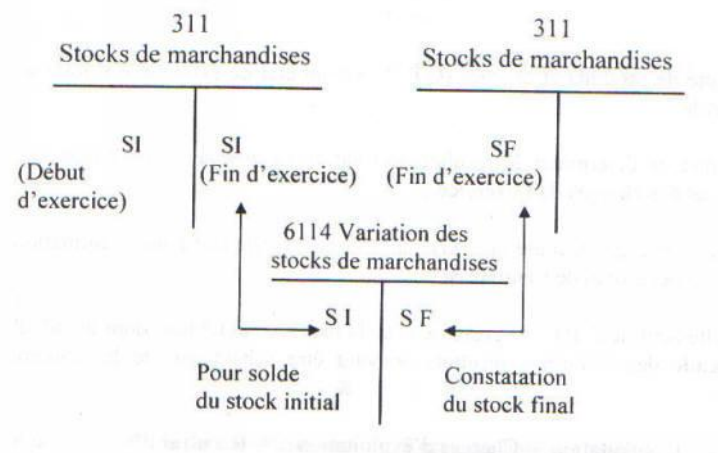 311
Stocks de marchandises
311
Stocks de marchandises
SI
(Début
d'exercice)
SI
(Fin d'exercice)
SF
(Fin d'exercice)
6114 Variation des
stocks de marchandises
S I
S F
Pour solde
du stock initial
Constatation
du stock final